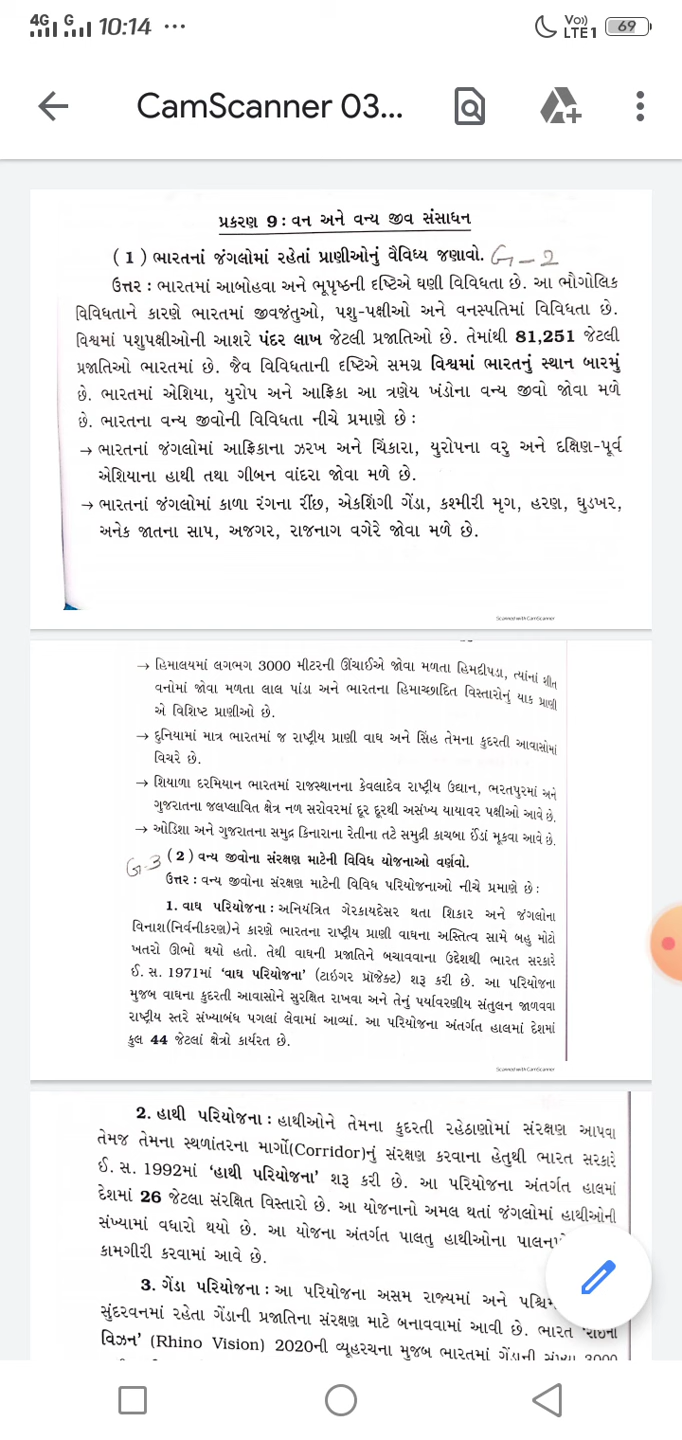 4G G 10:14 ... Vo)) LTE1 69
CamScanner 03...
પ્રકરણ 9 : વન અને વન્ય જીવ સંસાધન
(1) ભારતનાં જંગલોમાં રહેતાં પ્રાણીઓનું વૈવિધ્ય જણાવો. G-2
ઉત્તર : ભારતમાં આબોહવા અને ભૂપૃષ્ઠની દષ્ટિએ ઘણી વિવિધતા છે. આ ભૌગોલિક
વિવિધતાને કારણે ભારતમાં જીવજંતુઓ, પશુ-પક્ષીઓ અને વનસ્પતિમાં વિવિધતા છે.
વિશ્વમાં પશુપક્ષીઓની આશરે પંદર લાખ જેટલી પ્રજાતિઓ છે. તેમાંથી 81,251 જેટલી
પ્રજાતિઓ ભારતમાં છે. જૈવ વિવિધતાની દષ્ટિએ સમગ્ર વિશ્વમાં ભારતનું સ્થાન બારમું
છે. ભારતમાં એશિયા, યુરોપ અને આફ્રિકા આ ત્રણેય ખંડોના વન્ય જીવો જોવા મળે
છે. ભારતના વન્ય જીવોની વિવિધતા નીચે પ્રમાણે છે :
→ ભારતનાં જંગલોમાં આફ્રિકાના ઝરખ અને ચિંકારા, યુરોપના વરુ અને દક્ષિણ-પૂર્વ
એશિયાના હાથી તથા ગીબન વાંદરા જોવા મળે છે.
→ ભારતનાં જંગલોમાં કાળા રંગના રીંછ, એકશિંગી ગેંડા, કશ્મીરી મૃગ, હરણ, ઘુડખર,
અનેક જાતના સાપ, અજગર, રાજનાગ વગેરે જોવા મળે છે.
Scanned with CamScanner
→ હિમાલયમાં લગભગ 3000 મીટરની ઊંચાઈએ જોવા મળતા હિમદીપડા, ત્યાંનાં શીત
વનોમાં જોવા મળતા લાલ પાંડા અને ભારતના હિમાચ્છાદિત વિસ્તારોનું યાક પ્રાણી
એ વિશિષ્ટ પ્રાણીઓ છે.
→ દુનિયામાં માત્ર ભારતમાં જ રાષ્ટ્રીય પ્રાણી વાઘ અને સિંહ તેમના કુદરતી આવાસોમાં
વિચરે છે.
→ શિયાળા દરમિયાન ભારતમાં રાજસ્થાનના કેવલાદેવ રાષ્ટ્રીય ઉદ્યાન, ભરતપુરમાં અને
ગુજરાતના જલપ્લાવિત ક્ષેત્ર નળ સરોવરમાં દૂર દૂરથી અસંખ્ય યાયાવર પક્ષીઓ આવે છે.
→ ઓડિશા અને ગુજરાતના સમુદ્ર કિનારાના રેતીના તટે સમુદ્રી કાચબા ઈંડાં મૂકવા આવે છે.
G-3 (2) વન્ય જીવોના સંરક્ષણ માટેની વિવિધ યોજનાઓ વર્ણવો.
ઉત્તર : વન્ય જીવોના સંરક્ષણ માટેની વિવિધ પરિયોજનાઓ નીચે પ્રમાણે છે :
1. વાઘ પરિયોજના : અનિયંત્રિત ગેરકાયદેસર થતા શિકાર અને જંગલોના
વિનાશ(નિર્વનીકરણ)ને કારણે ભારતના રાષ્ટ્રીય પ્રાણી વાઘના અસ્તિત્વ સામે બહુ મોટો
ખતરો ઊભો થયો હતો. તેથી વાઘની પ્રજાતિને બચાવવાના ઉદ્દેશથી ભારત સરકારે
ઈ. સ. 1971માં 'વાઘ પરિયોજના' (ટાઇગર પ્રૉજેક્ટ) શરૂ કરી છે. આ પરિયોજના
મુજબ વાઘના કુદરતી આવાસોને સુરક્ષિત રાખવા અને તેનું પર્યાવરણીય સંતુલન જાળવવા
રાષ્ટ્રીય સ્તરે સંખ્યાબંધ પગલાં લેવામાં આવ્યાં. આ પરિયોજના અંતર્ગત હાલમાં દેશમાં
કુલ 44 જેટલાં ક્ષેત્રો કાર્યરત છે.
Scanned with CamScanner
2. હાથી પરિયોજના : હાથીઓને તેમના કુદરતી રહેઠાણોમાં સંરક્ષણ આપવા
તેમજ તેમના સ્થળાંતરના માર્ગો(Corridor)નું સંરક્ષણ કરવાના હેતુથી ભારત સરકારે
ઈ. સ. 1992માં 'હાથી પરિયોજના' શરૂ કરી છે. આ પરિયોજના અંતર્ગત હાલમાં
દેશમાં 26 જેટલા સંરક્ષિત વિસ્તારો છે. આ યોજનાનો અમલ થતાં જંગલોમાં હાથીઓની
સંખ્યામાં વધારો થયો છે. આ યોજના અંતર્ગત પાલતુ હાથીઓના
કામગીરી કરવામાં આવે છે.
3. ગેંડા પરિયોજના : આ પરિયોજના અસમ રાજ્યમાં અને
સુંદરવનમાં રહેતા ગેંડાની પ્રજાતિના સંરક્ષણ માટે બનાવવામાં આવી છે. ભારત
વિઝન' (Rhino Vision) 2020ની વ્યૂહરચના મુજબ ભારતમાં ગેંડાની